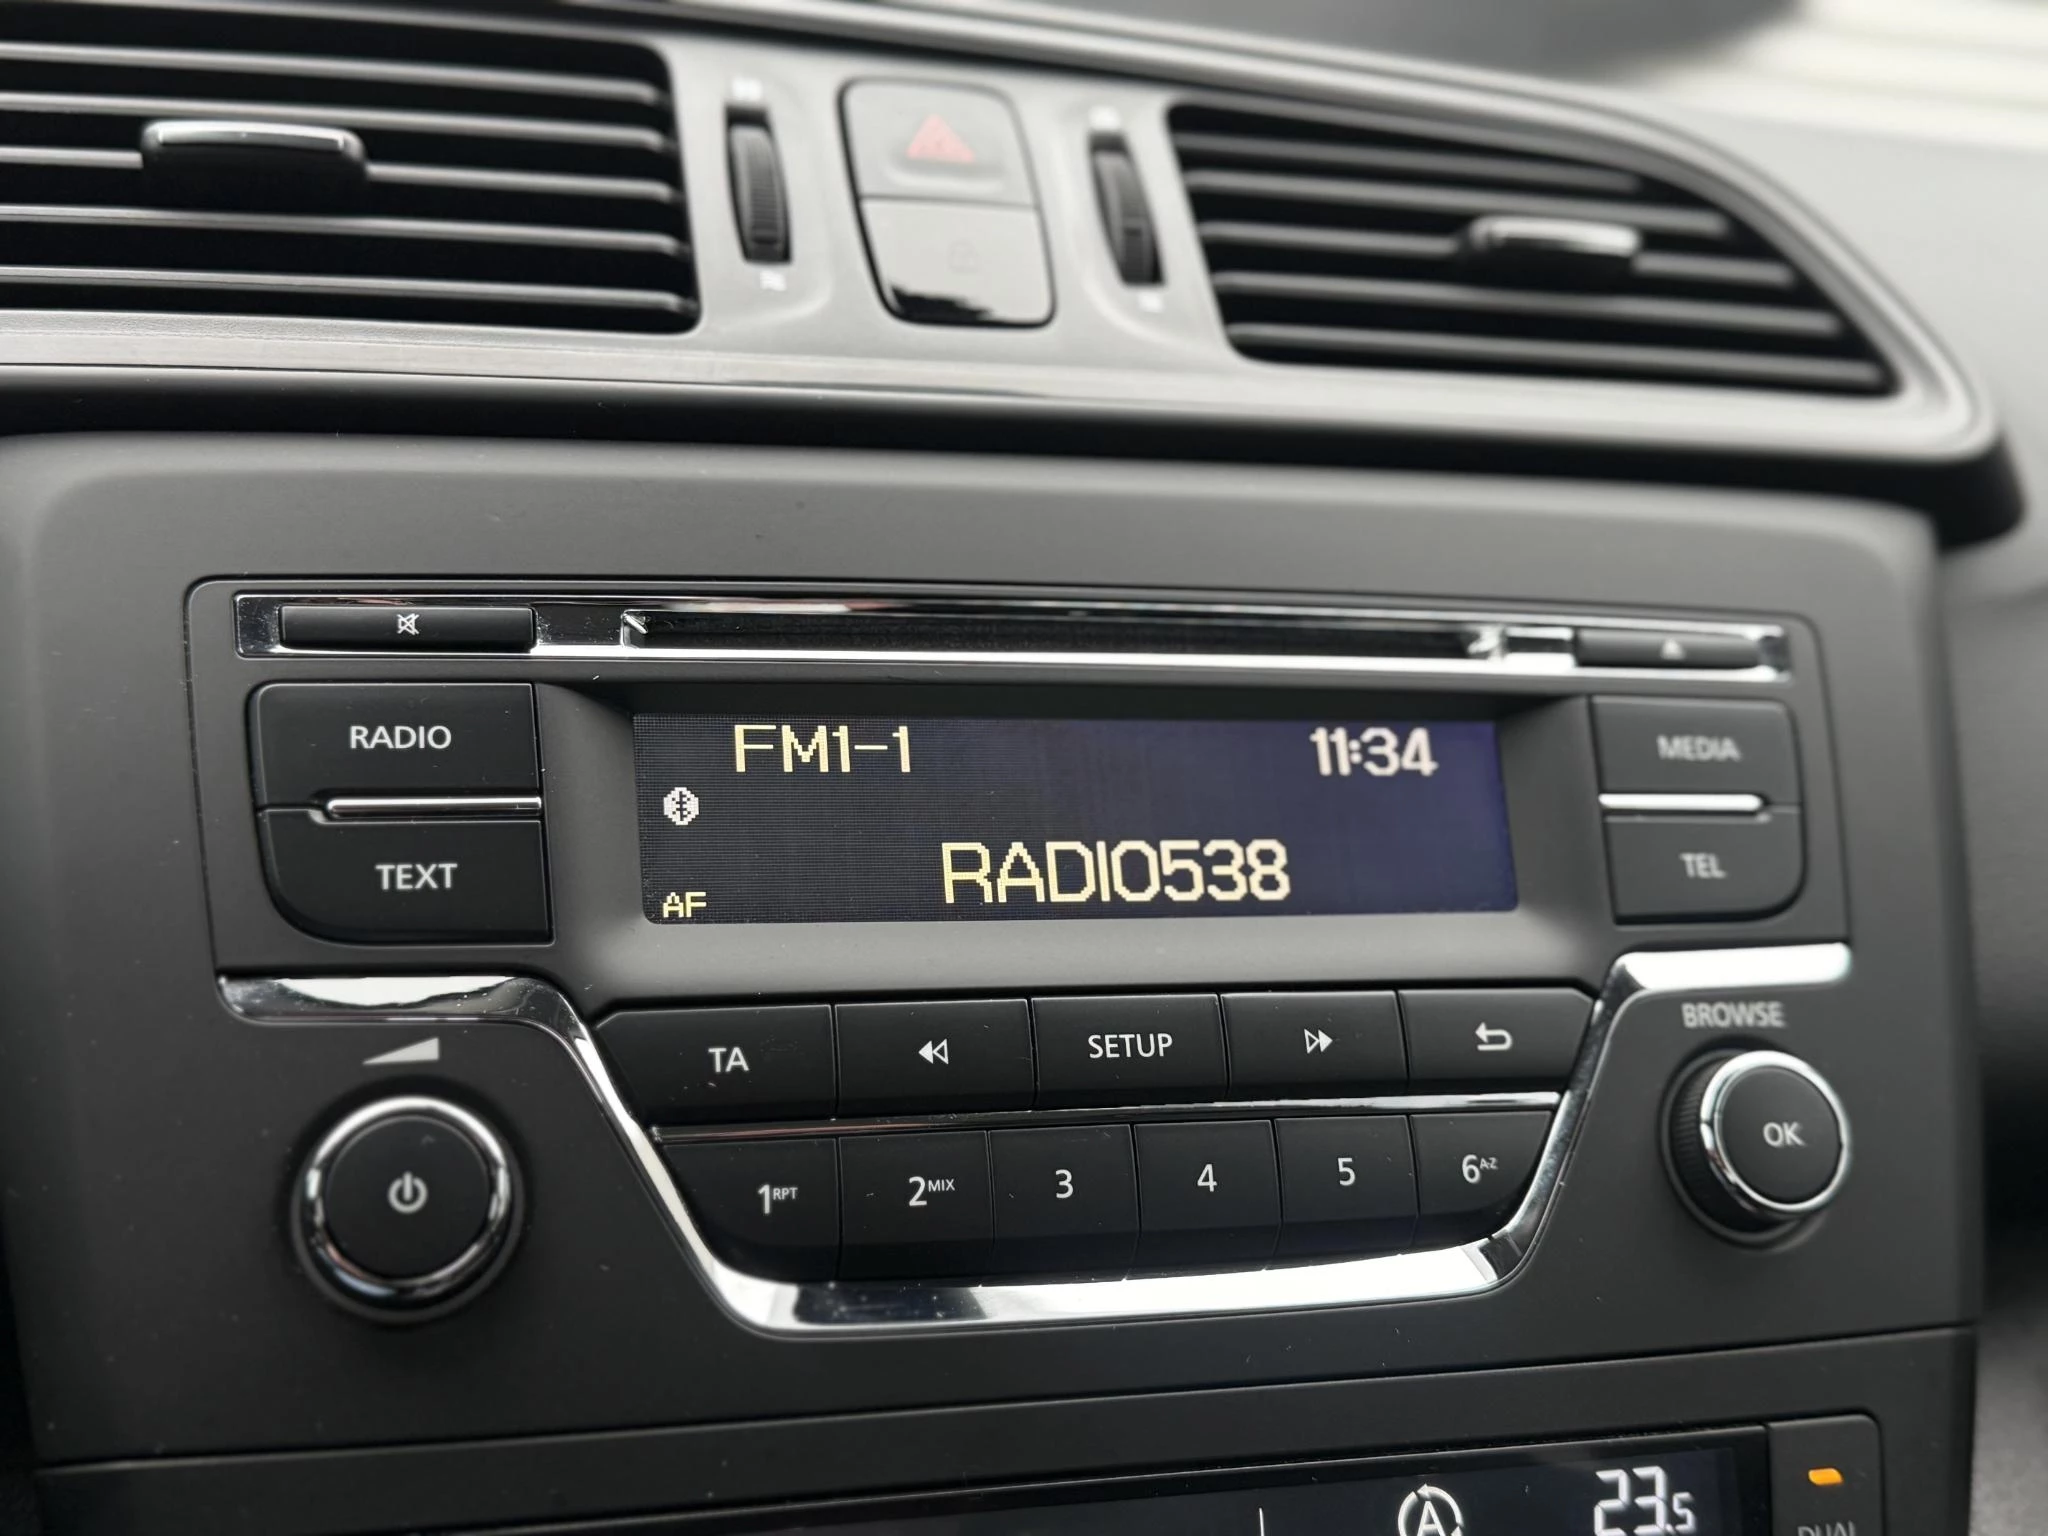 RADIO
TEXT
FM1-1 11:34
RADIO538
AF
MEDIA
TEL
BROWSE
TA
SETUP
OK
1RPT
2MIX
3
4
5
6A-Z
A
23.5
DUAL